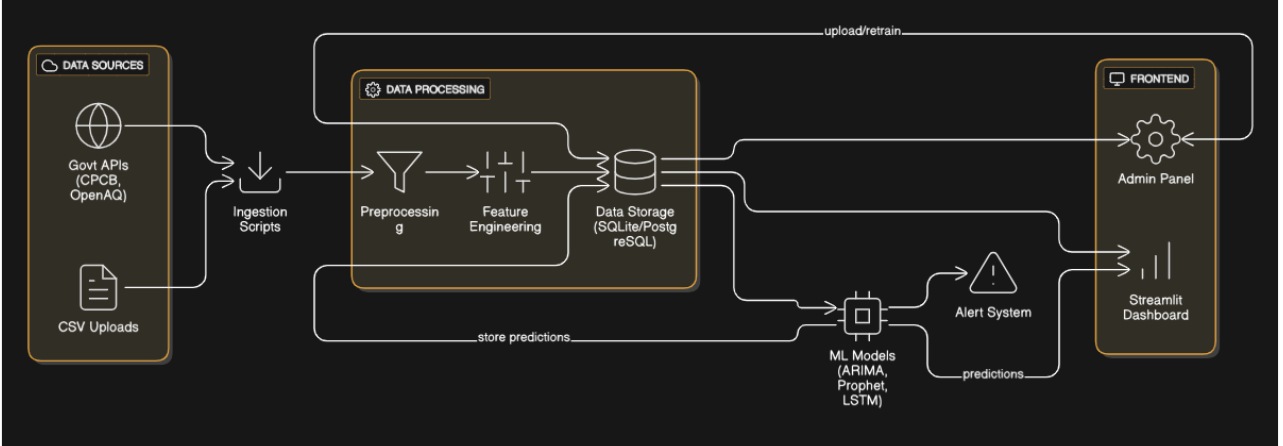 upload/retrain
DATA SOURCES
DATA PROCESSING
FRONTEND
Govt APIs
(CPCB,
OpenAQ)
Ingestion
Scripts
Preprocessin
g
Feature
Engineering
Data Storage
(SQLite/Postg
reSQL)
Admin Panel
CSV Uploads
Alert System
Streamlit
Dashboard
store predictions
ML Models
(ARIMA,
Prophet,
LSTM)
predictions